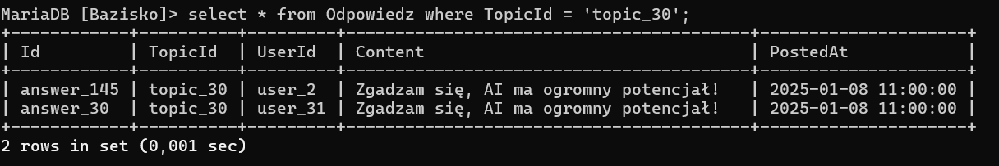 MariaDB [Bazisko]> select * from Odpowiedz where TopicId = 'topic_30';
+------------+----------+---------+-----------------------------------------+---------------------+
| Id         | TopicId  | UserId  | Content                                 | PostedAt            |
+------------+----------+---------+-----------------------------------------+---------------------+
| answer_145 | topic_30 | user_2  | Zgadzam się, AI ma ogromny potencjał!   | 2025-01-08 11:00:00 |
| answer_30  | topic_30 | user_31 | Zgadzam się, AI ma ogromny potencjał!   | 2025-01-08 11:00:00 |
+------------+----------+---------+-----------------------------------------+---------------------+
2 rows in set (0,001 sec)